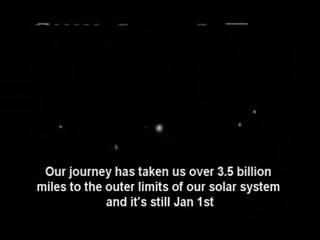 Our journey has taken us over 3.5 billion
miles to the outer limits of our solar system
and it's still Jan 1st